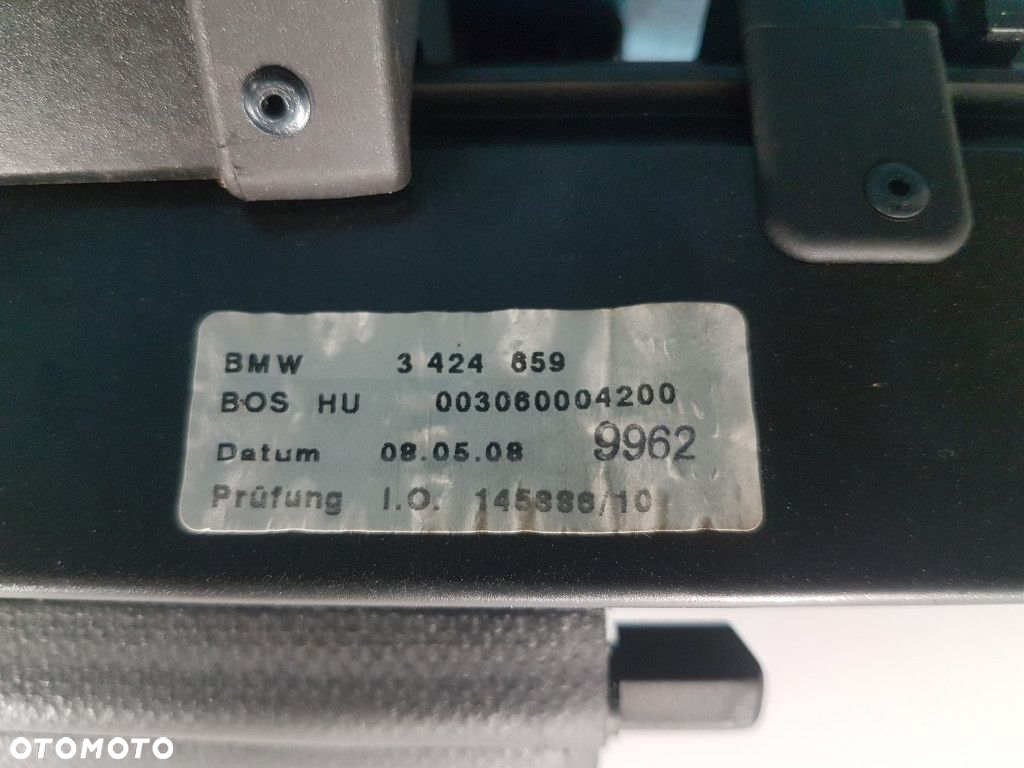 BMW 3 424 659
BOS HU 003060004200
Datum 08.05.08 9962
Prüfung I.O. 145886/10
OTOMOTO